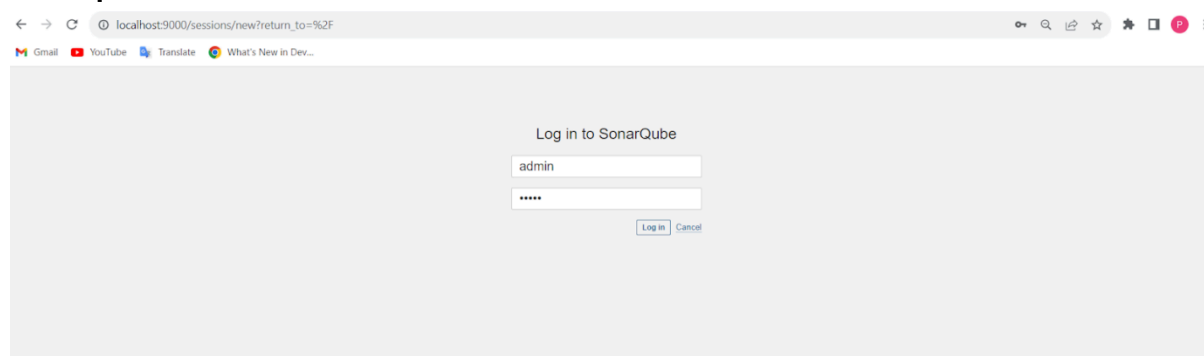 localhost:9000/sessions/new?return_to=%2F
P
Gmail YouTube Translate What's New in Dev...
Log in to SonarQube
admin
•••••
Log in Cancel